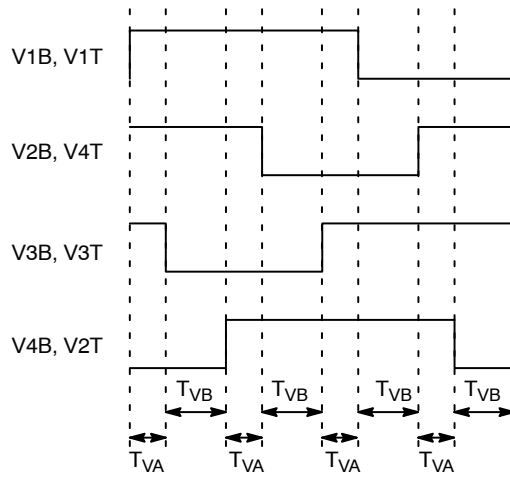 V1B, V1T
V2B, V4T
V3B, V3T
V4B, V2T
TVB TVB TVB TVB
TVA TVA TVA TVA